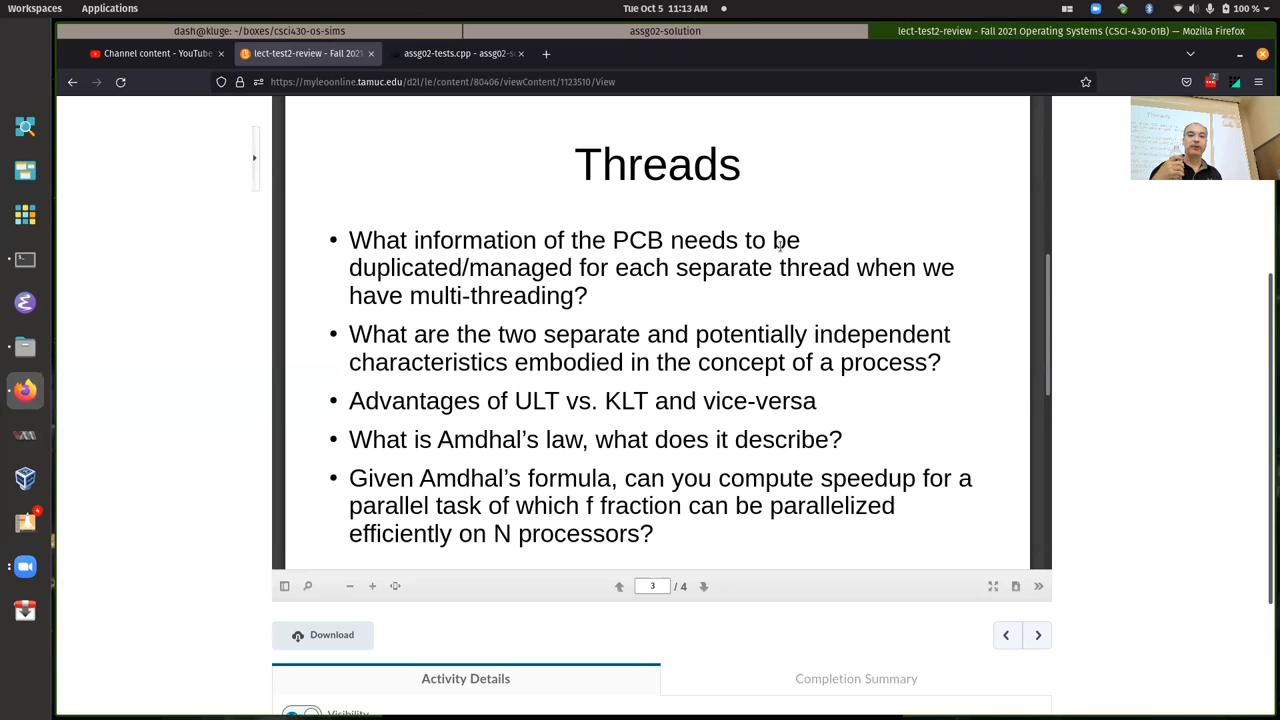 Workspaces Applications Tue Oct 5 11:13 AM 100 %
dash@kluge: ~/boxes/csci430-os-sims assg02-solution lect-test2-review - Fall 2021 Operating Systems (CSCI-430-01B) — Mozilla Firefox
Channel content - YouTube lect-test2-review - Fall 2021 assg02-tests.cpp - assg02-s
https://myleoonline.tamuc.edu/d2l/le/content/80406/viewContent/1123510/View
Threads
• What information of the PCB needs to be
duplicated/managed for each separate thread when we
have multi-threading?
• What are the two separate and potentially independent
characteristics embodied in the concept of a process?
• Advantages of ULT vs. KLT and vice-versa
• What is Amdhal's law, what does it describe?
• Given Amdhal's formula, can you compute speedup for a
parallel task of which f fraction can be parallelized
efficiently on N processors?
3 / 4
Download
Activity Details Completion Summary
Visibility